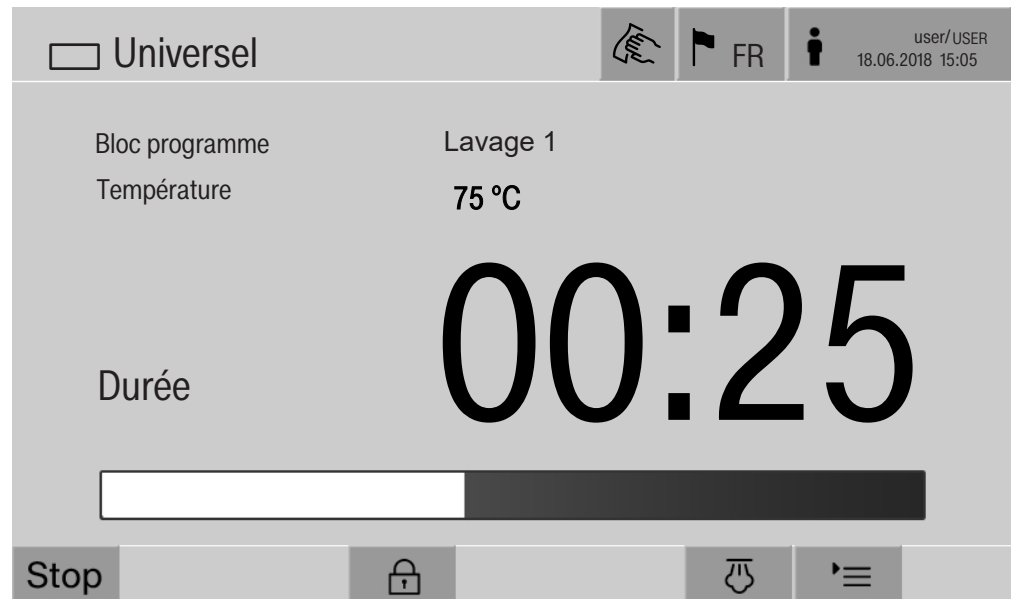 Universel
FR
user/USER
18.06.2018 15:05
Bloc programme Lavage 1
Température 75 °C
Durée 00:25
Stop